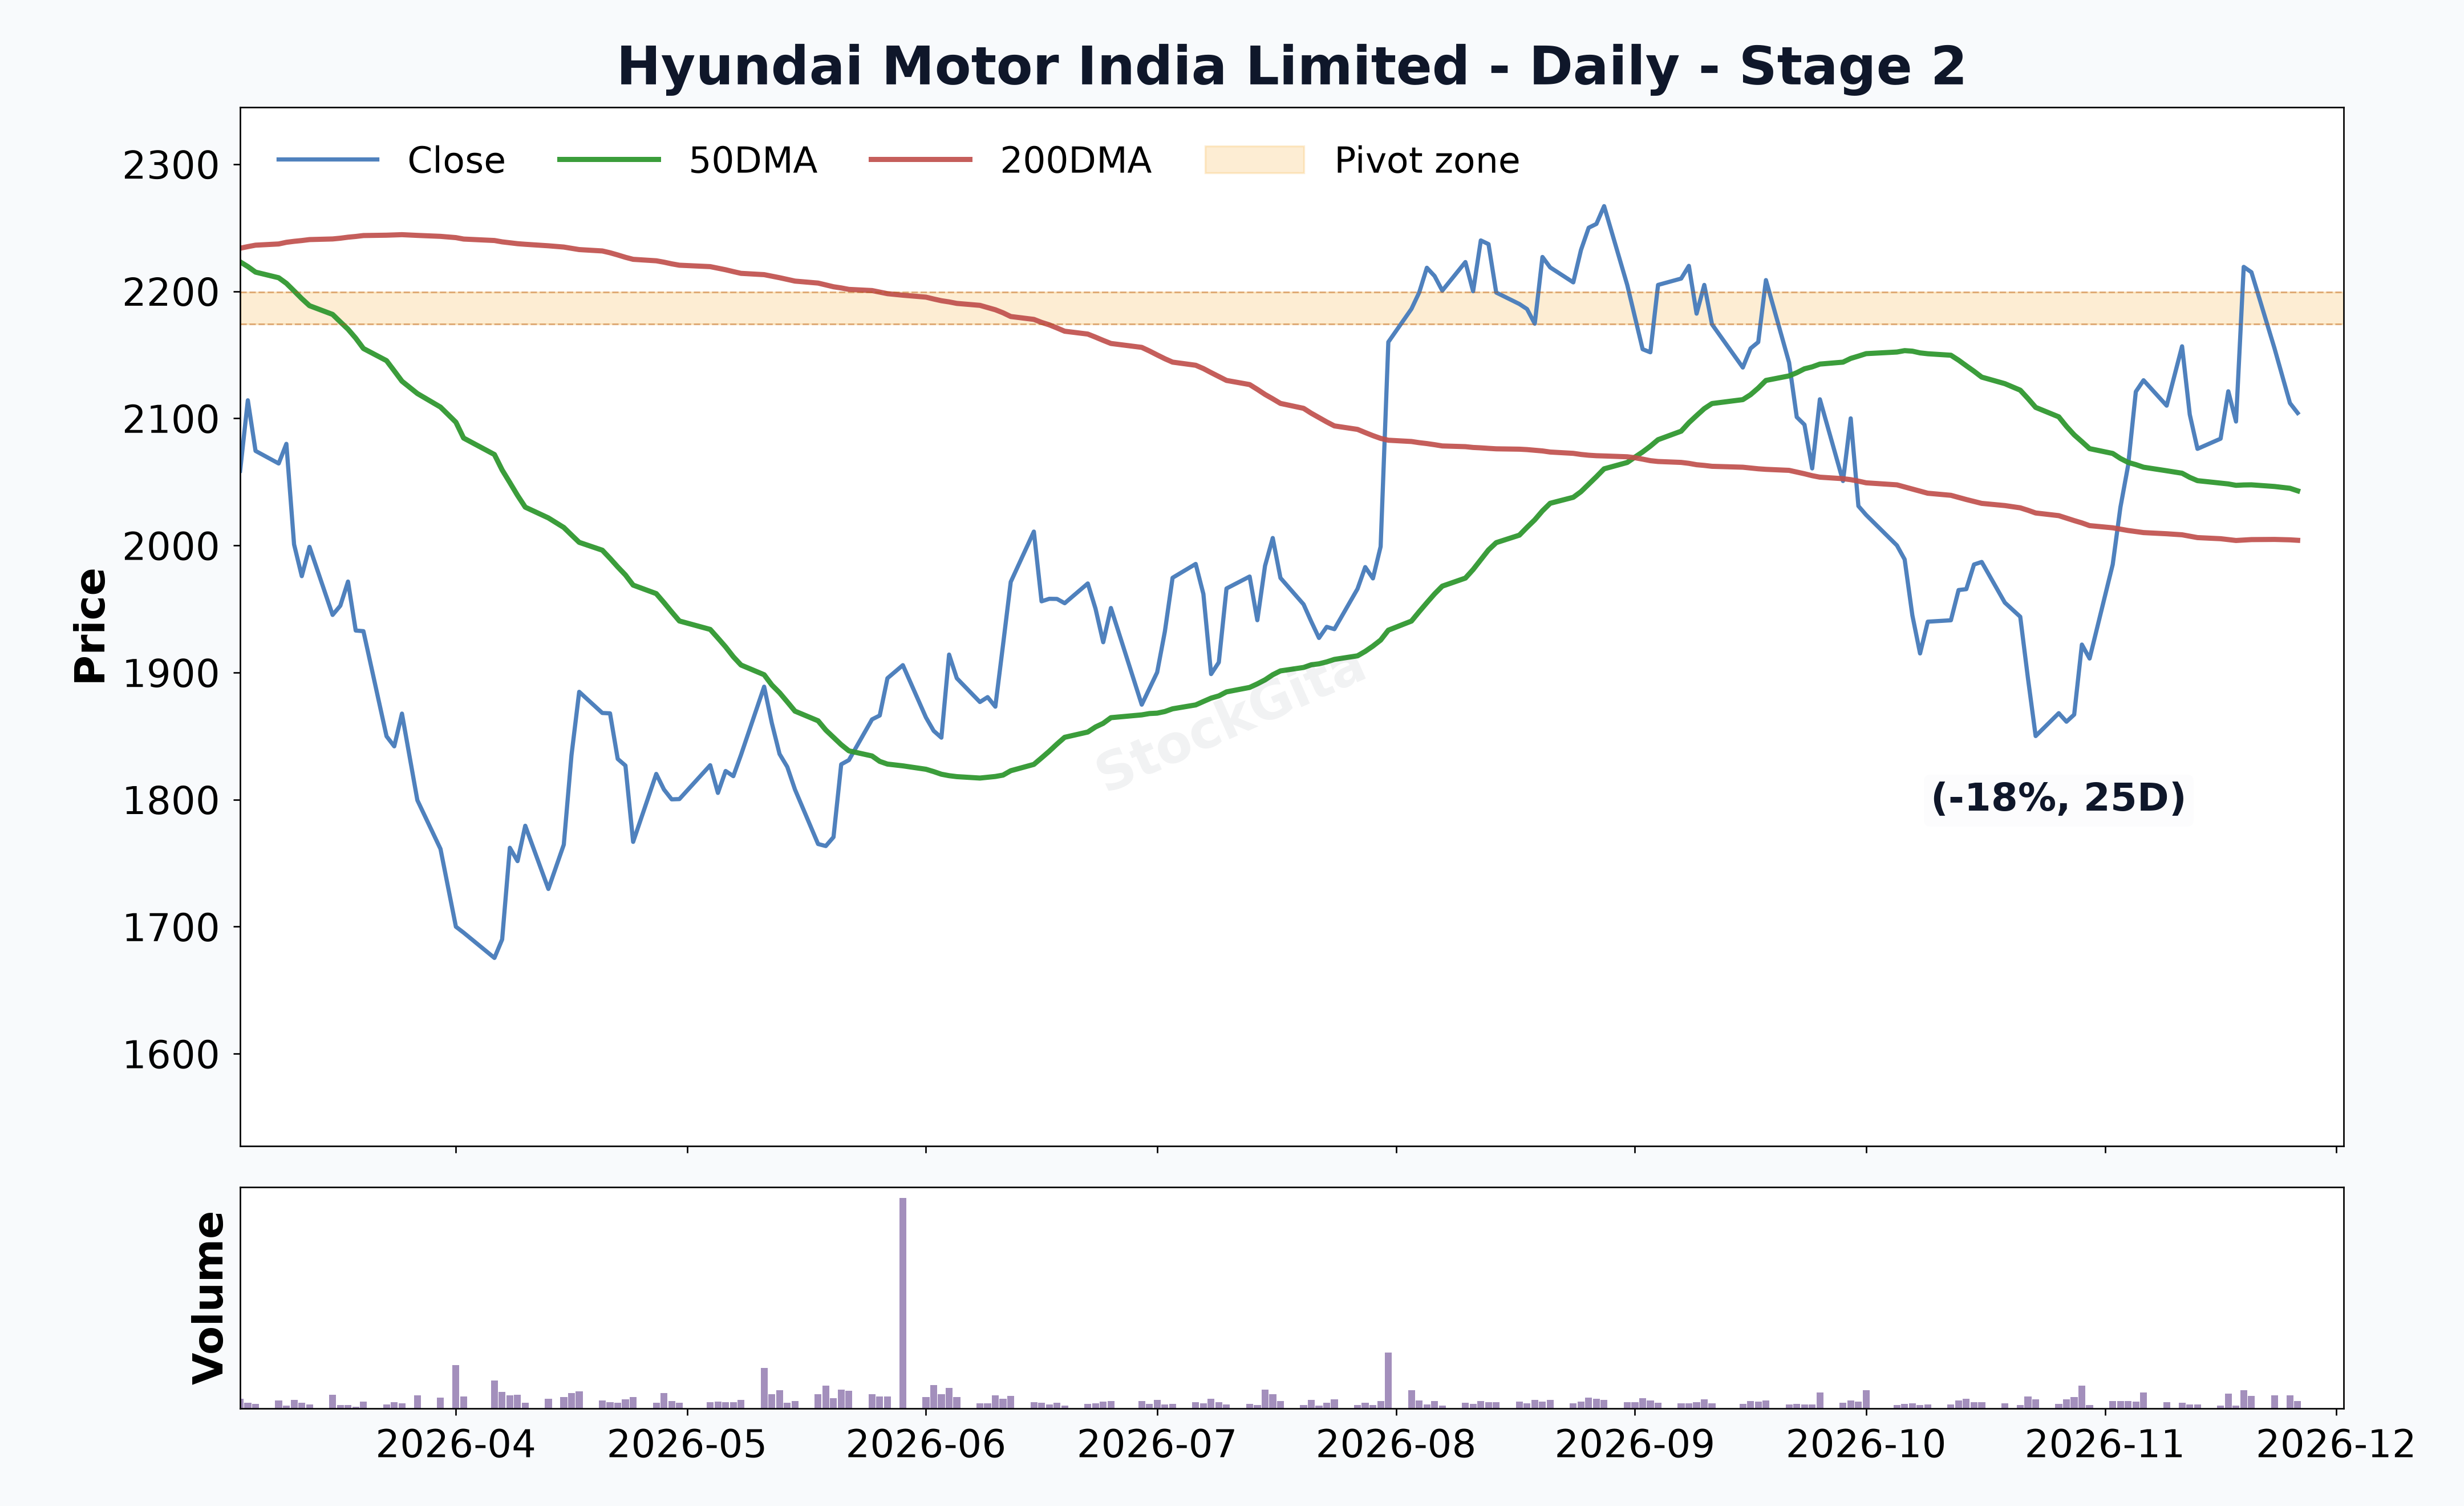 Hyundai Motor India Limited - Daily - Stage 2
Close 50DMA 200DMA Pivot zone
Price
2300
2200
2100
2000
1900
1800
1700
1600
StockGita
(-18%, 25D)
Volume
2026-04 2026-05 2026-06 2026-07 2026-08 2026-09 2026-10 2026-11 2026-12